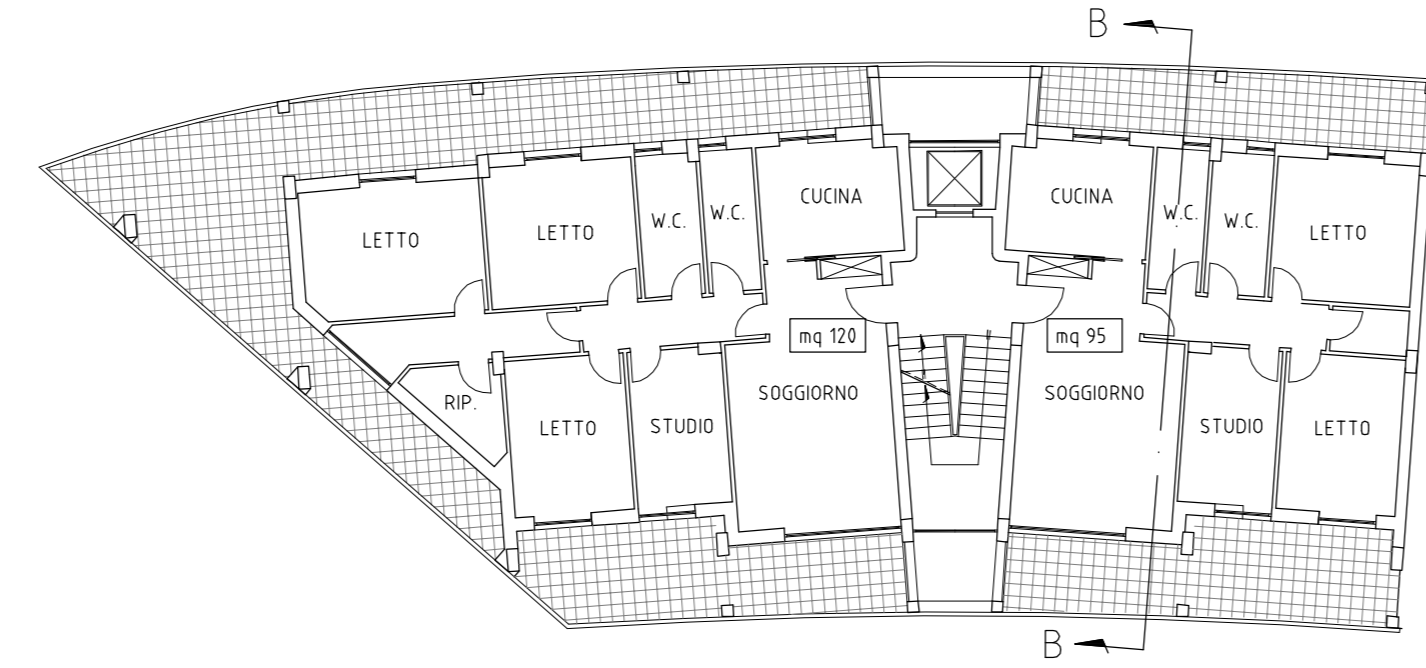 B
CUCINA
CUCINA
W.C.
W.C.
W.C.
W.C.
LETTO
LETTO
LETTO
mq 120
mq 95
RIP.
LETTO
STUDIO
SOGGIORNO
SOGGIORNO
STUDIO
LETTO
B